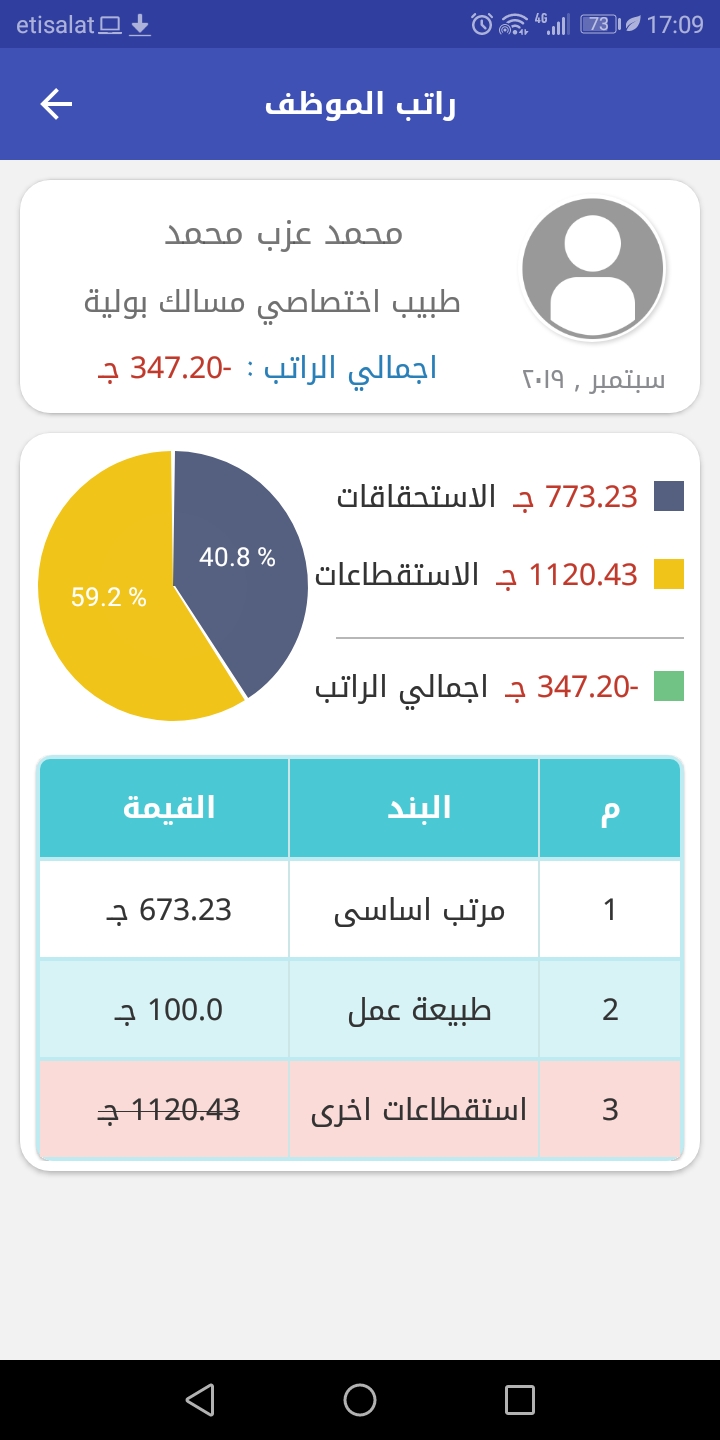 etisalat 4G 73 17:09
راتب الموظف
محمد عزب محمد
طبيب اختصاصي مسالك بولية
اجمالي الراتب : -347.20 جـ
سبتمبر , ٢٠١٩
773.23 جـ الاستحقاقات
1120.43 جـ الاستقطاعات
-347.20 جـ اجمالي الراتب
40.8 %
59.2 %
م البند القيمة
1 مرتب اساسى 673.23 جـ
2 طبيعة عمل 100.0 جـ
3 استقطاعات اخرى 1120.43 جـ